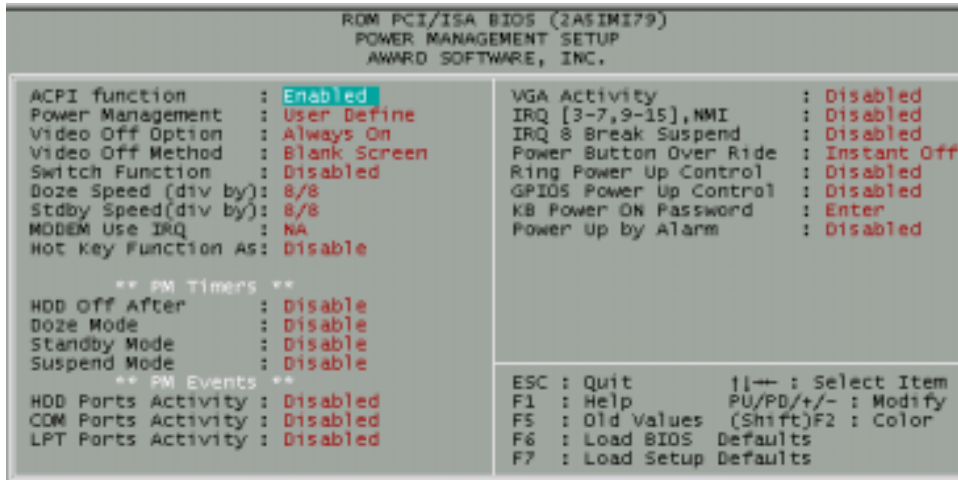 ROM PCI/ISA BIOS (2A5IMI79)
POWER MANAGEMENT SETUP
AWARD SOFTWARE, INC.
ACPI function : Enabled
Power Management : User Define
Video Off Option : Always On
Video Off Method : Blank Screen
Switch Function : Disabled
Doze Speed (div by): 8/8
Stdby Speed(div by): 8/8
MODEM Use IRQ : NA
Hot Key Function As: Disable
** PM Timers **
HDD Off After : Disable
Doze Mode : Disable
Standby Mode : Disable
Suspend Mode : Disable
** PM Events **
HDD Ports Activity : Disabled
COM Ports Activity : Disabled
LPT Ports Activity : Disabled
VGA Activity : Disabled
IRQ [3-7,9-15],NMI : Disabled
IRQ 8 Break Suspend : Disabled
Power Button Over Ride : Instant Off
Ring Power Up Control : Disabled
GPIO5 Power Up Control : Disabled
KB Power ON Password : Enter
Power Up by Alarm : Disabled
ESC : Quit ↑↓→← : Select Item
F1 : Help PU/PD/+/- : Modify
F5 : Old Values (Shift)F2 : Color
F6 : Load BIOS Defaults
F7 : Load Setup Defaults